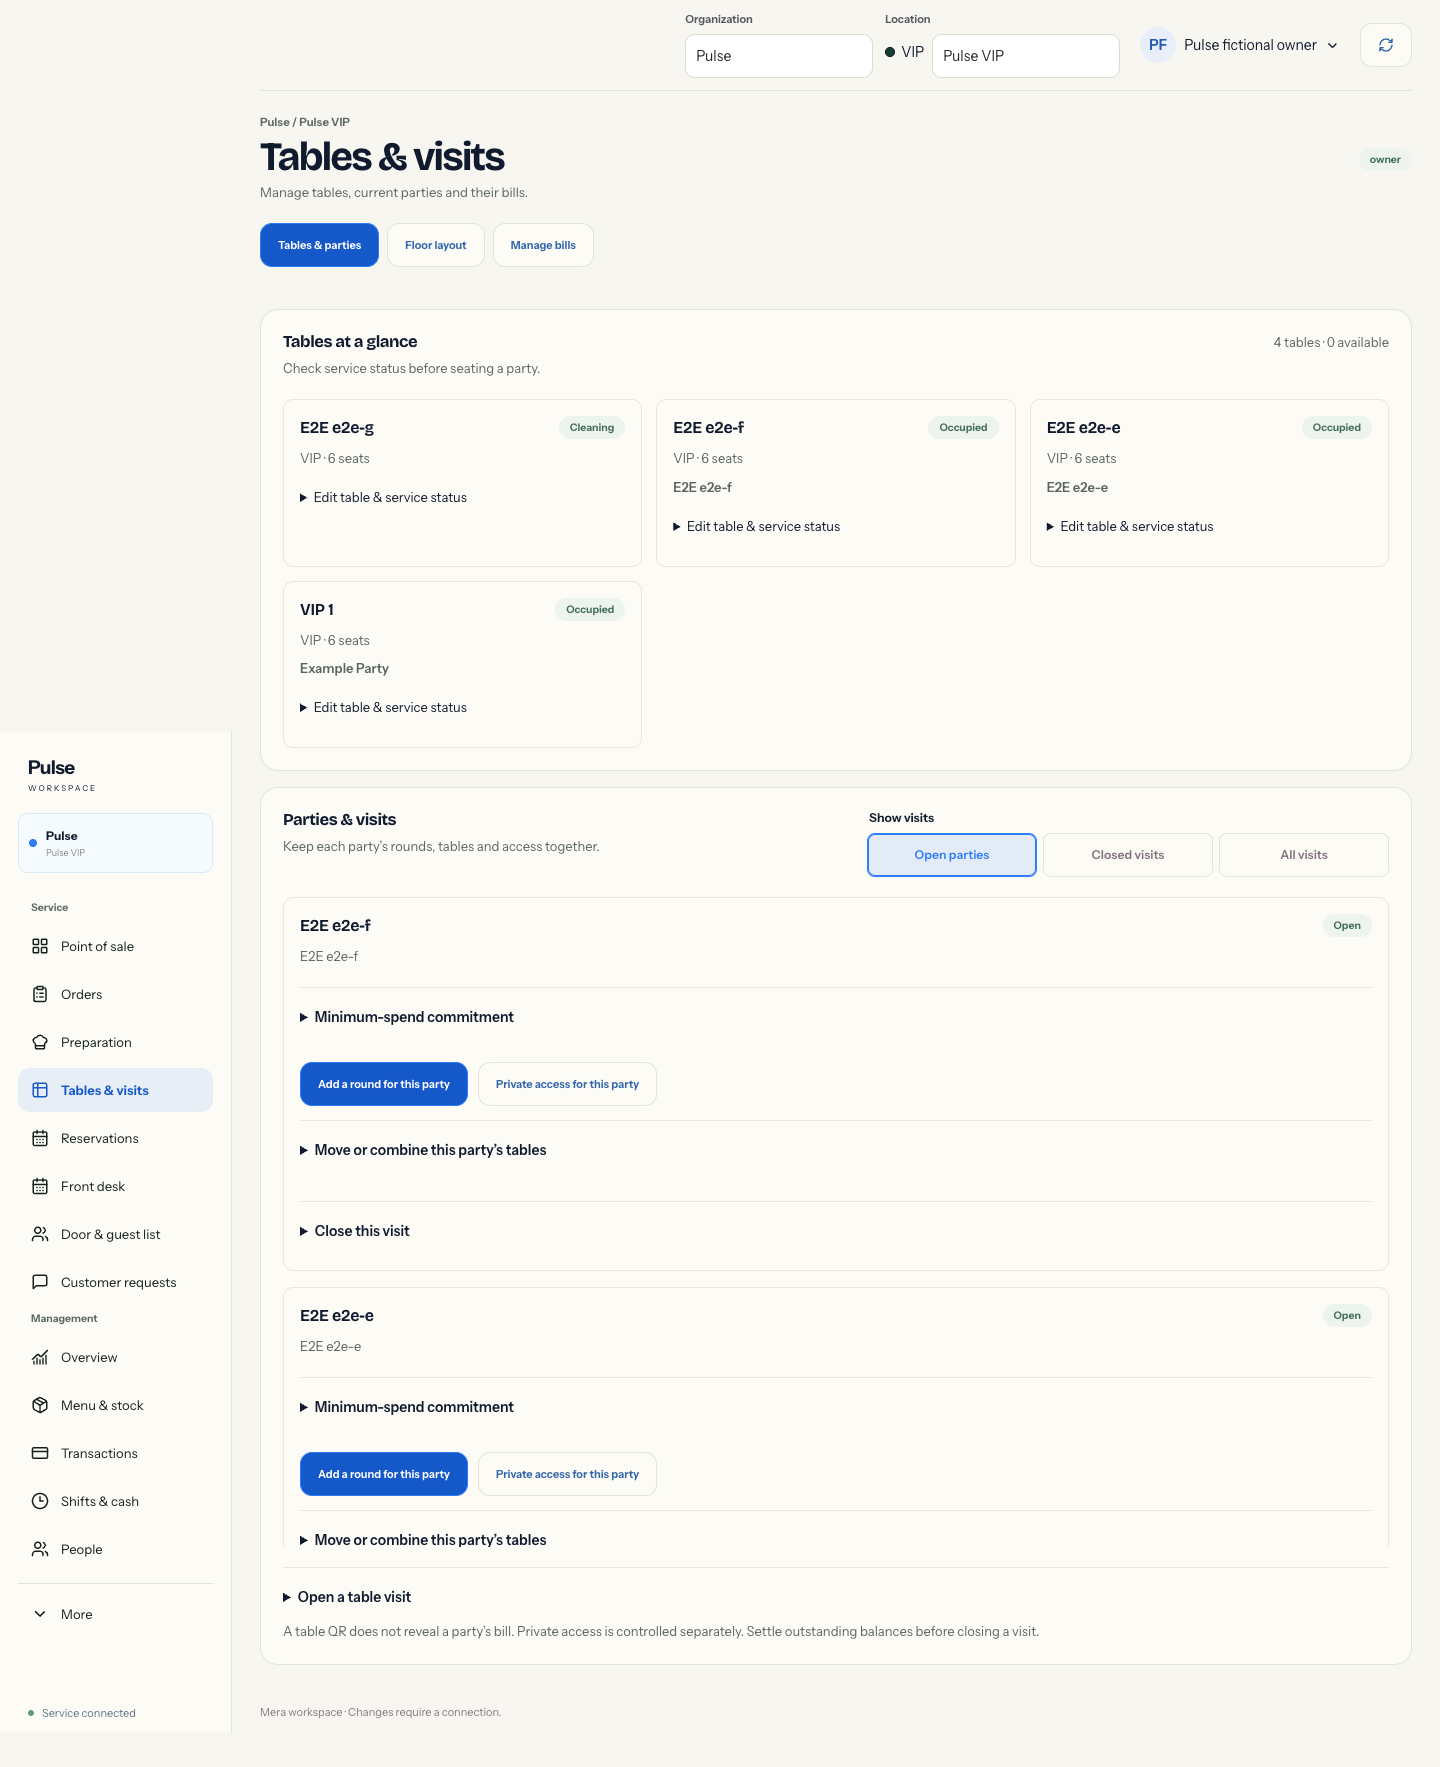 Organization
Location
Pulse
VIP
Pulse VIP
PF
Pulse fictional owner
Pulse / Pulse VIP
Tables & visits
owner
Manage tables, current parties and their bills.
Tables & parties
Floor layout
Manage bills
Tables at a glance
4 tables · 0 available
Check service status before seating a party.
E2E e2e-g
Cleaning
VIP · 6 seats
Edit table & service status
E2E e2e-f
Occupied
VIP · 6 seats
E2E e2e-f
Edit table & service status
E2E e2e-e
Occupied
VIP · 6 seats
E2E e2e-e
Edit table & service status
VIP 1
Occupied
VIP · 6 seats
Example Party
Edit table & service status
Pulse
WORKSPACE
Pulse
Pulse VIP
Service
Point of sale
Orders
Preparation
Tables & visits
Reservations
Front desk
Door & guest list
Customer requests
Management
Overview
Menu & stock
Transactions
Shifts & cash
People
More
Service connected
Parties & visits
Keep each party’s rounds, tables and access together.
Show visits
Open parties
Closed visits
All visits
E2E e2e-f
Open
E2E e2e-f
Minimum-spend commitment
Add a round for this party
Private access for this party
Move or combine this party’s tables
Close this visit
E2E e2e-e
Open
E2E e2e-e
Minimum-spend commitment
Add a round for this party
Private access for this party
Move or combine this party’s tables
Open a table visit
A table QR does not reveal a party’s bill. Private access is controlled separately. Settle outstanding balances before closing a visit.
Mera workspace · Changes require a connection.